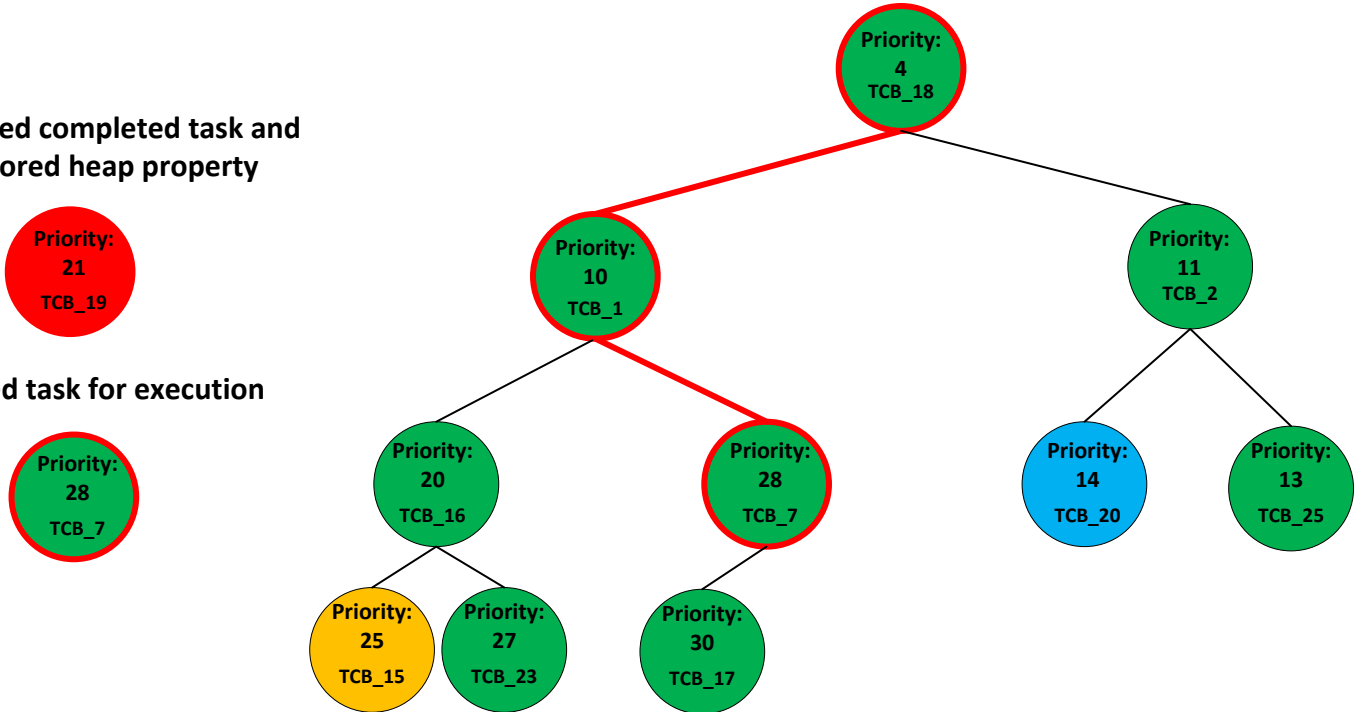 Priority:
4
TCB_18
ed completed task and
ored heap property
Priority:
21
TCB_19
Priority:
10
TCB_1
Priority:
11
TCB_2
d task for execution
Priority:
28
TCB_7
Priority:
20
TCB_16
Priority:
28
TCB_7
Priority:
14
TCB_20
Priority:
13
TCB_25
Priority:
25
TCB_15
Priority:
27
TCB_23
Priority:
30
TCB_17